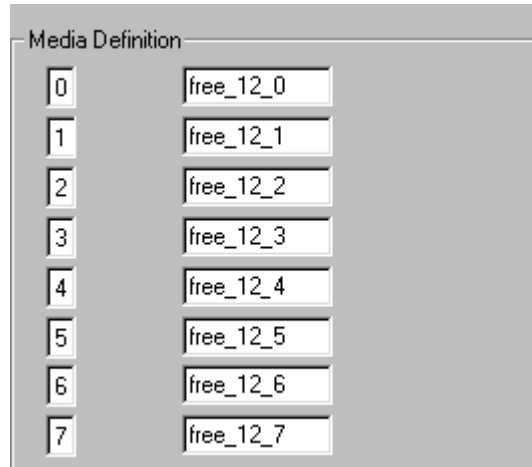 Media Definition
0 free_12_0
1 free_12_1
2 free_12_2
3 free_12_3
4 free_12_4
5 free_12_5
6 free_12_6
7 free_12_7